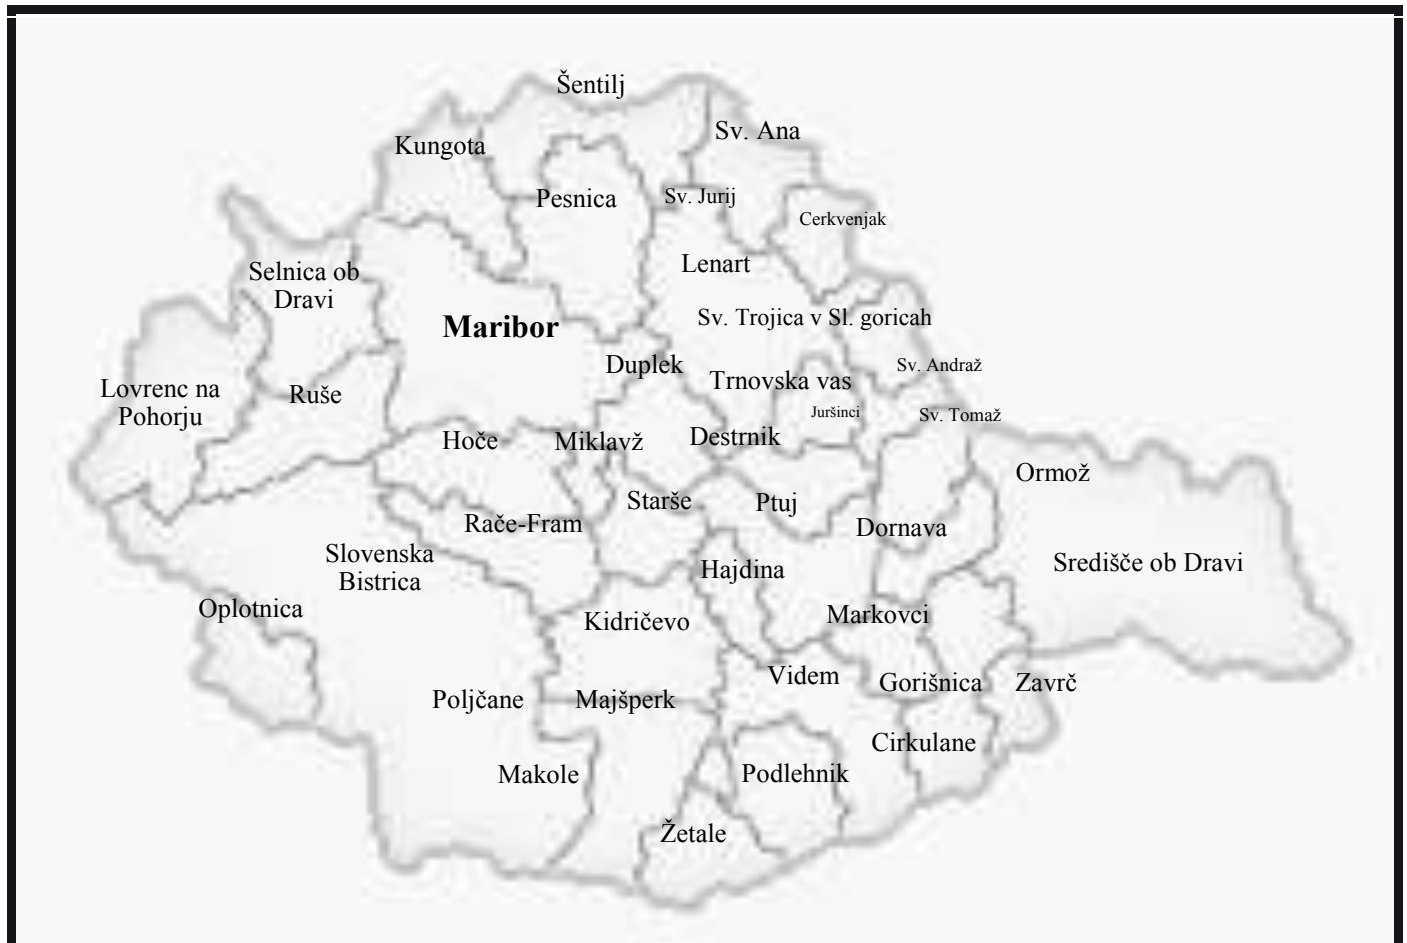 Šentilj
Sv. Ana
Kungota
Pesnica
Sv. Jurij
Cerkvenjak
Lenart
Selnica ob
Dravi
Maribor
Sv. Trojica v Sl. goricah
Duplek
Sv. Andraž
Trnovska vas
Lovrenc na
Pohorju
Ruše
Juršinci
Sv. Tomaž
Hoče
Miklavž
Destrnik
Ormož
Starše
Ptuj
Rače-Fram
Dornava
Slovenska
Bistrica
Hajdina
Središče ob Dravi
Oplotnica
Kidričevo
Markovci
Videm
Gorišnica
Zavrč
Poljčane
Majšperk
Cirkulane
Makole
Podlehnik
Žetale